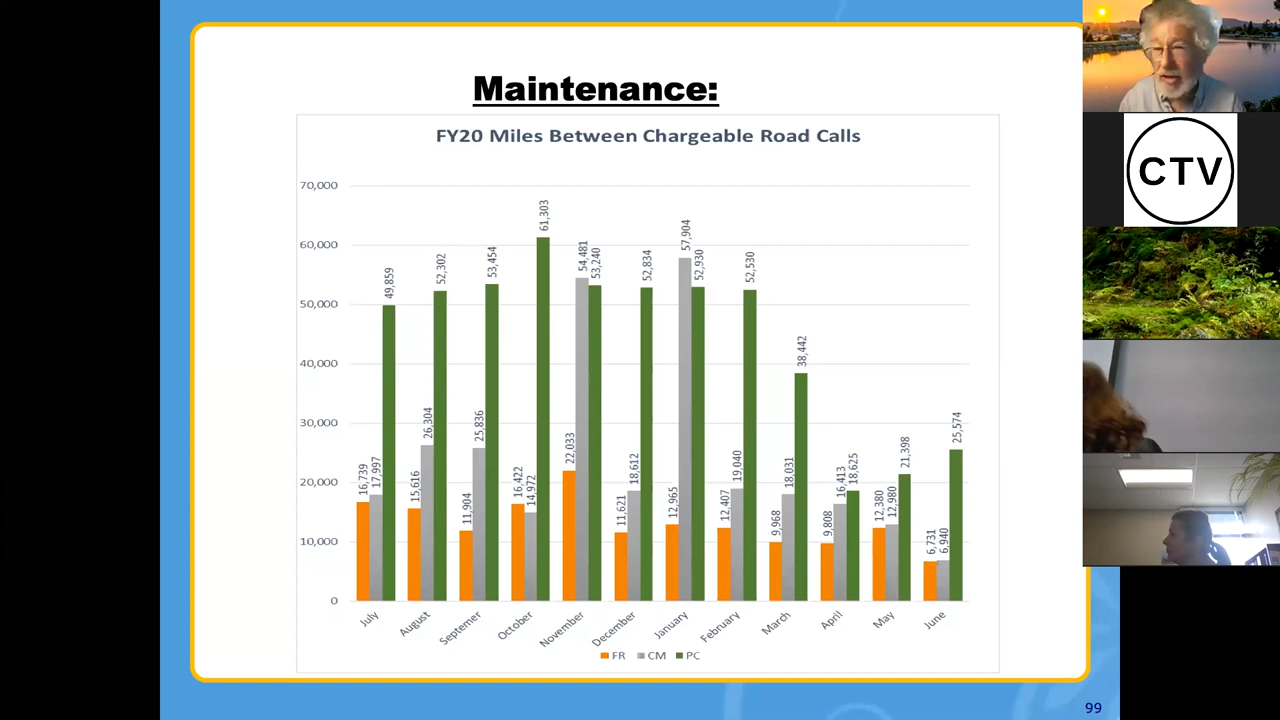 Maintenance:
FY20 Miles Between Chargeable Road Calls
70,000
60,000
50,000
40,000
30,000
20,000
10,000
0
16,739
17,997
49,859
15,616
26,304
52,302
11,904
25,836
53,454
16,422
14,972
61,303
22,033
54,481
53,240
11,621
18,612
52,834
12,965
57,904
52,930
12,407
19,040
52,530
9,968
18,031
38,442
9,808
16,413
18,625
12,380
12,980
21,398
6,731
6,940
25,574
July
August
Septemer
October
November
December
January
February
March
April
May
June
FR CM PC
CTV
99